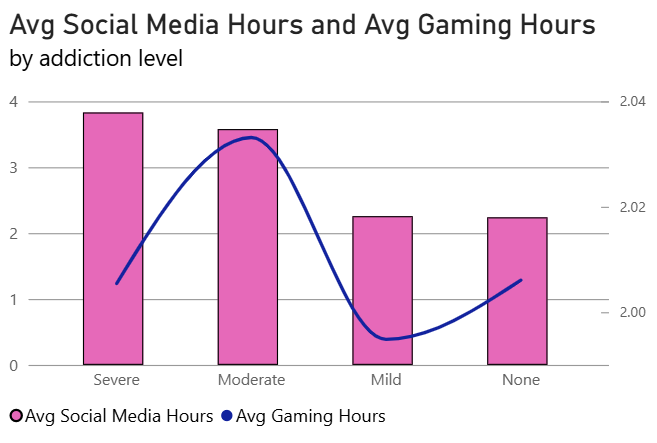 Avg Social Media Hours and Avg Gaming Hours
by addiction level
4
2.04
3
2.02
2
1
2.00
0
Severe Moderate Mild None
Avg Social Media Hours Avg Gaming Hours